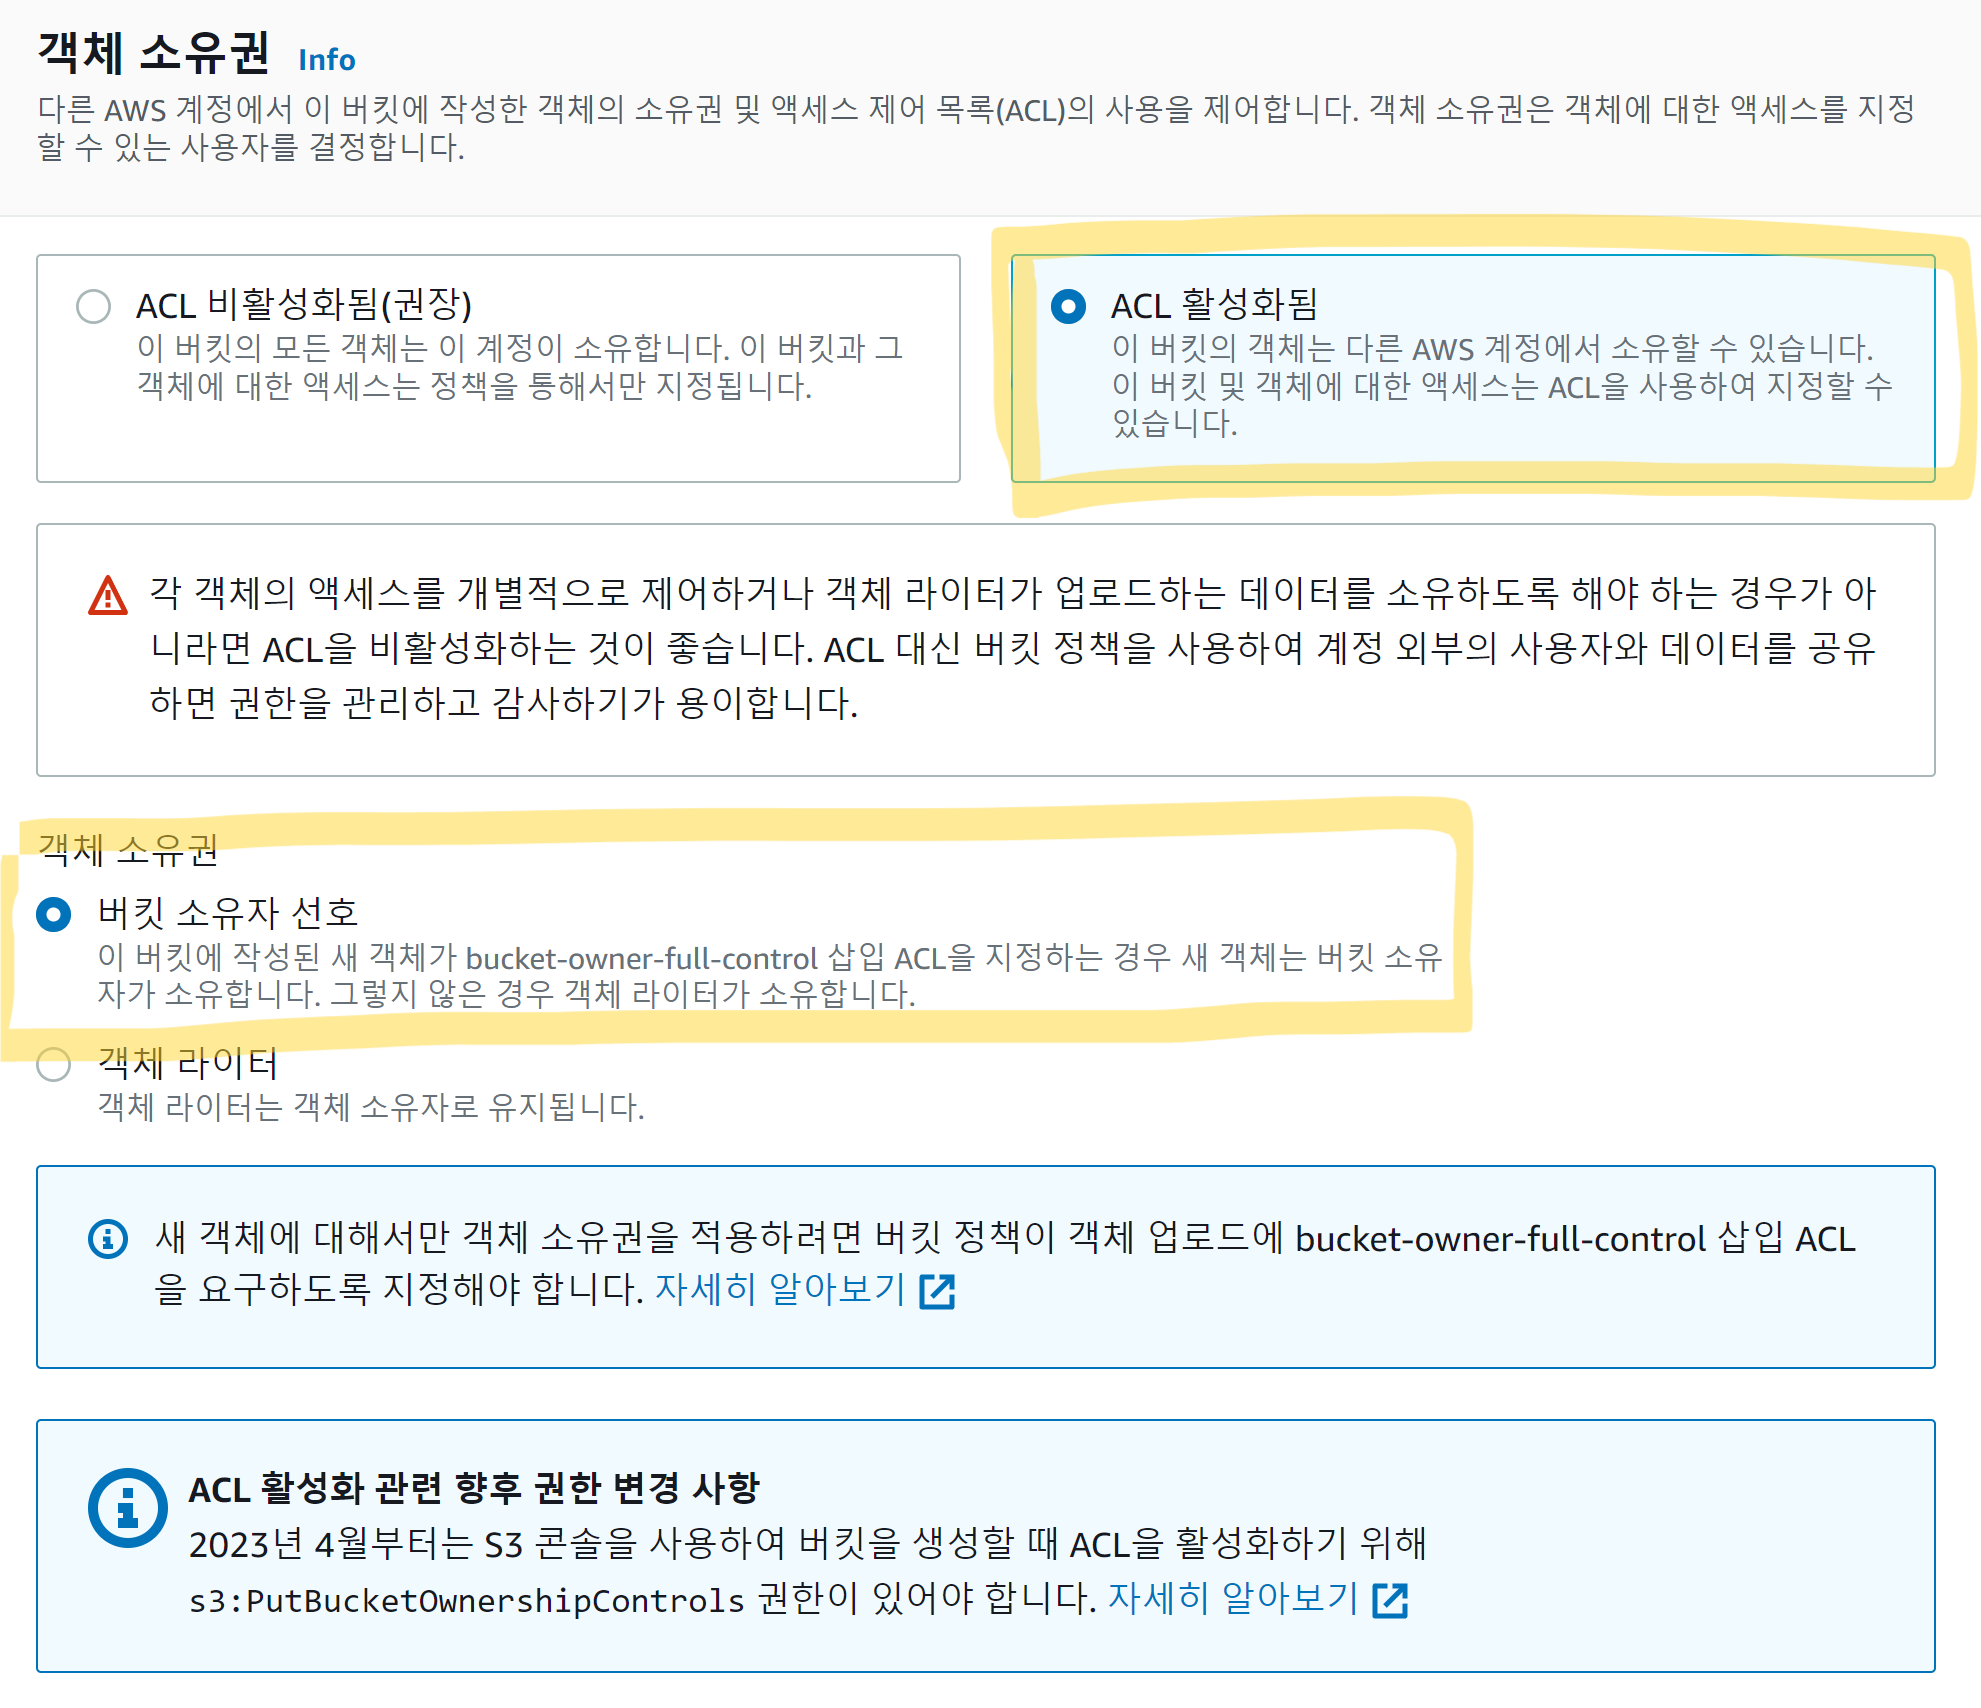 객체 소유권 Info
다른 AWS 계정에서 이 버킷에 작성한 객체의 소유권 및 액세스 제어 목록(ACL)의 사용을 제어합니다. 객체 소유권은 객체에 대한 액세스를 지정
할 수 있는 사용자를 결정합니다.
ACL 비활성화됨(권장)
이 버킷의 모든 객체는 이 계정이 소유합니다. 이 버킷과 그
객체에 대한 액세스는 정책을 통해서만 지정됩니다.
ACL 활성화됨
이 버킷의 객체는 다른 AWS 계정에서 소유할 수 있습니다.
이 버킷 및 객체에 대한 액세스는 ACL을 사용하여 지정할 수
있습니다.
각 객체의 액세스를 개별적으로 제어하거나 객체 라이터가 업로드하는 데이터를 소유하도록 해야 하는 경우가 아
니라면 ACL을 비활성화하는 것이 좋습니다. ACL 대신 버킷 정책을 사용하여 계정 외부의 사용자와 데이터를 공유
하면 권한을 관리하고 감사하기가 용이합니다.
객체 소유권
버킷 소유자 선호
이 버킷에 작성된 새 객체가 bucket-owner-full-control 삽입 ACL을 지정하는 경우 새 객체는 버킷 소유
자가 소유합니다. 그렇지 않은 경우 객체 라이터가 소유합니다.
객체 라이터
객체 라이터는 객체 소유자로 유지됩니다.
새 객체에 대해서만 객체 소유권을 적용하려면 버킷 정책이 객체 업로드에 bucket-owner-full-control 삽입 ACL
을 요구하도록 지정해야 합니다. 자세히 알아보기
ACL 활성화 관련 향후 권한 변경 사항
2023년 4월부터는 S3 콘솔을 사용하여 버킷을 생성할 때 ACL을 활성화하기 위해
s3:PutBucketOwnershipControls 권한이 있어야 합니다. 자세히 알아보기